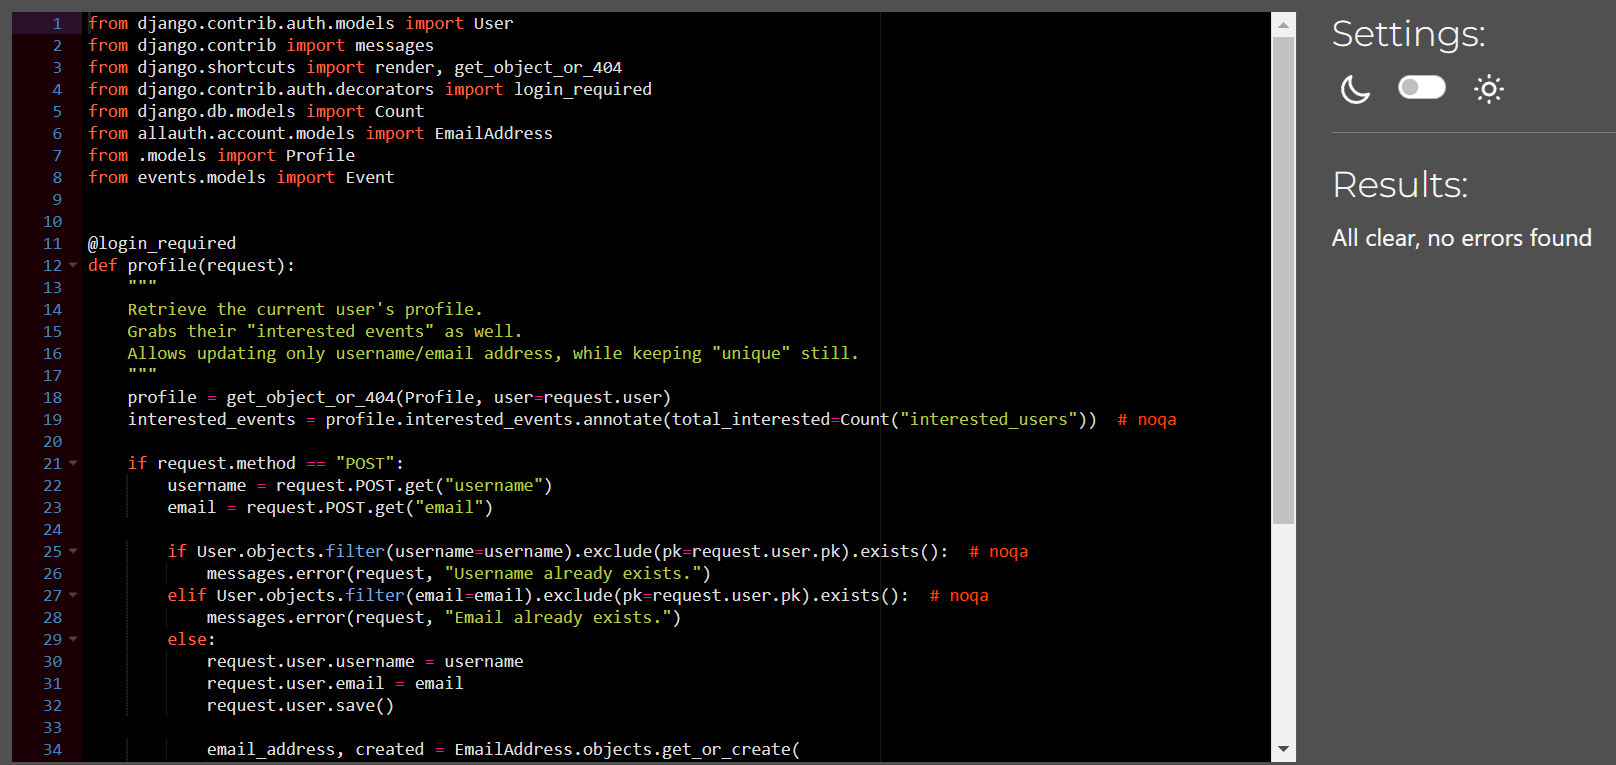 1 from django.contrib.auth.models import User
2 from django.contrib import messages
3 from django.shortcuts import render, get_object_or_404
4 from django.contrib.auth.decorators import login_required
5 from django.db.models import Count
6 from allauth.account.models import EmailAddress
7 from .models import Profile
8 from events.models import Event
9
10
11 @login_required
12 def profile(request):
13     """
14     Retrieve the current user's profile.
15     Grabs their "interested events" as well.
16     Allows updating only username/email address, while keeping "unique" still.
17     """
18     profile = get_object_or_404(Profile, user=request.user)
19     interested_events = profile.interested_events.annotate(total_interested=Count("interested_users"))  # noqa
20
21     if request.method == "POST":
22         username = request.POST.get("username")
23         email = request.POST.get("email")
24
25         if User.objects.filter(username=username).exclude(pk=request.user.pk).exists():  # noqa
26             messages.error(request, "Username already exists.")
27         elif User.objects.filter(email=email).exclude(pk=request.user.pk).exists():  # noqa
28             messages.error(request, "Email already exists.")
29         else:
30             request.user.username = username
31             request.user.email = email
32             request.user.save()
33
34             email_address, created = EmailAddress.objects.get_or_create(
Settings:
Results:
All clear, no errors found